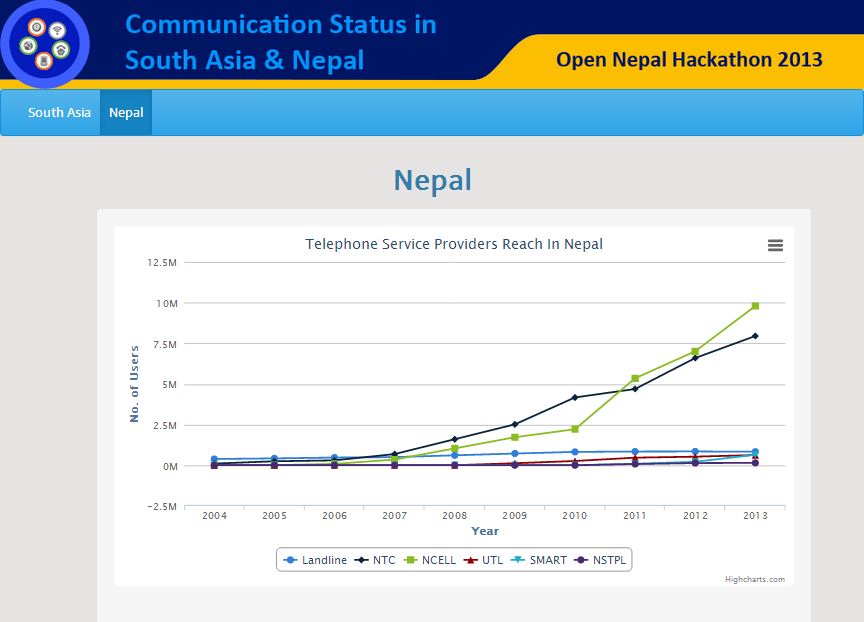 Communication Status in
South Asia & Nepal
Open Nepal Hackathon 2013
South Asia Nepal
Nepal
Telephone Service Providers Reach In Nepal
12.5M
10M
7.5M
5M
2.5M
0M
−2.5M
No. of Users
2004 2005 2006 2007 2008 2009 2010 2011 2012 2013
Year
Landline NTC NCELL UTL SMART NSTPL
Highcharts.com